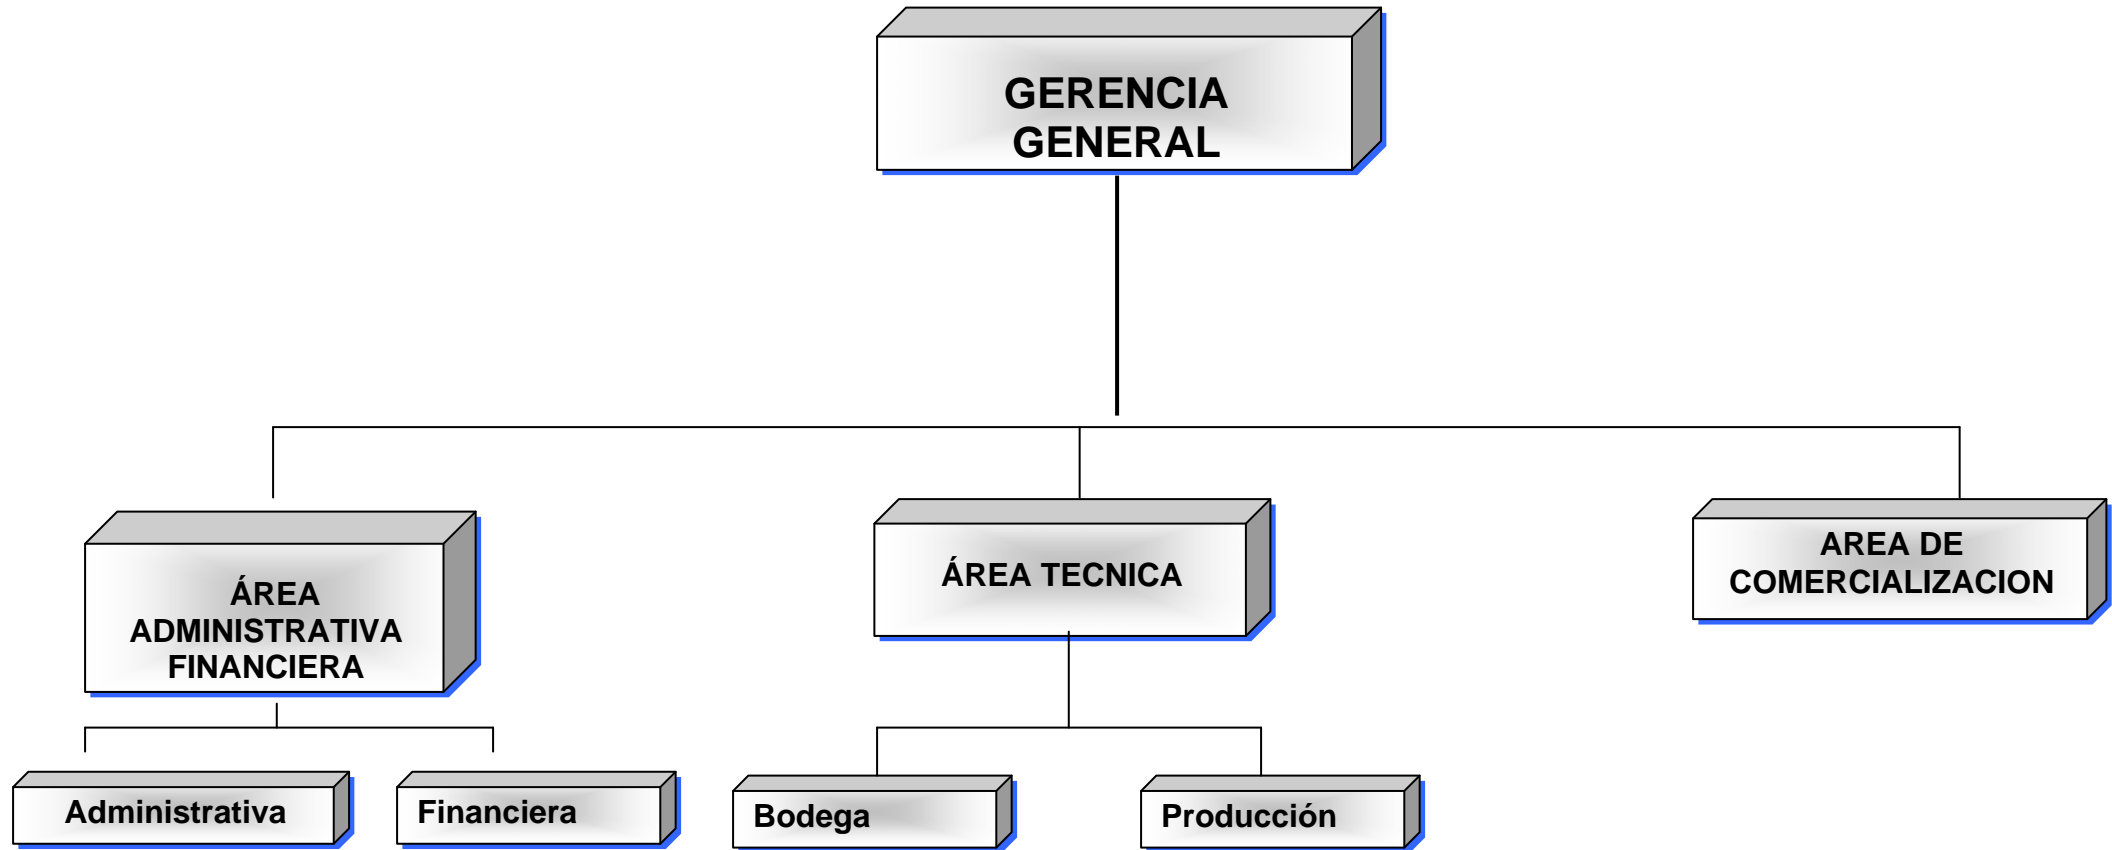 GERENCIA
GENERAL
ÁREA
ADMINISTRATIVA
FINANCIERA
ÁREA TECNICA
AREA DE
COMERCIALIZACION
Administrativa
Financiera
Bodega
Producción